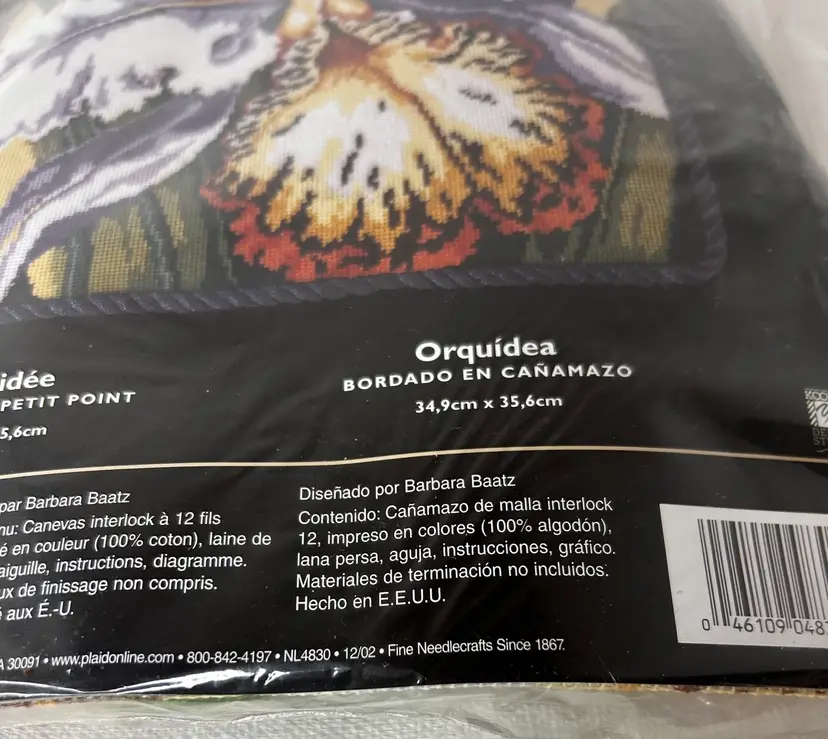 idée
PETIT POINT
5,6cm
Orquídea
BORDADO EN CAÑAMAZO
34,9cm x 35,6cm
par Barbara Baatz
nu: Canevas interlock à 12 fils
é en couleur (100% coton), laine de
aiguille, instructions, diagramme.
ux de finissage non compris.
aux É.-U.
Diseñado por Barbara Baatz
Contenido: Cañamazo de malla interlock
12, impreso en colores (100% algodón),
lana persa, aguja, instrucciones, gráfico.
Materiales de terminación no incluidos.
Hecho en E.E.U.U.
A 30091 • www.plaidonline.com • 800-842-4197 • NL4830 • 12/02 • Fine Needlecrafts Since 1867.
0 46109 048